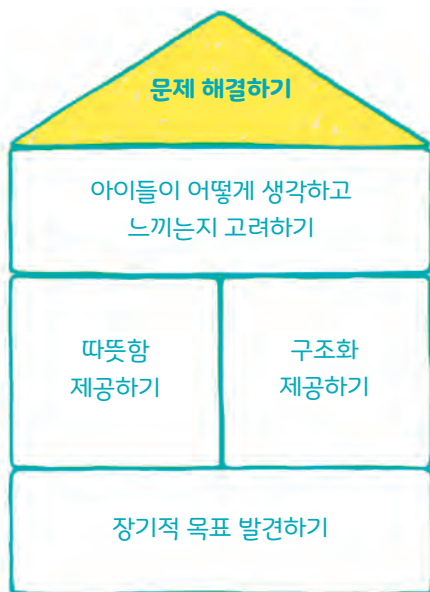 문제 해결하기
아이들이 어떻게 생각하고
느끼는지 고려하기
따뜻함
제공하기
구조화
제공하기
장기적 목표 발견하기